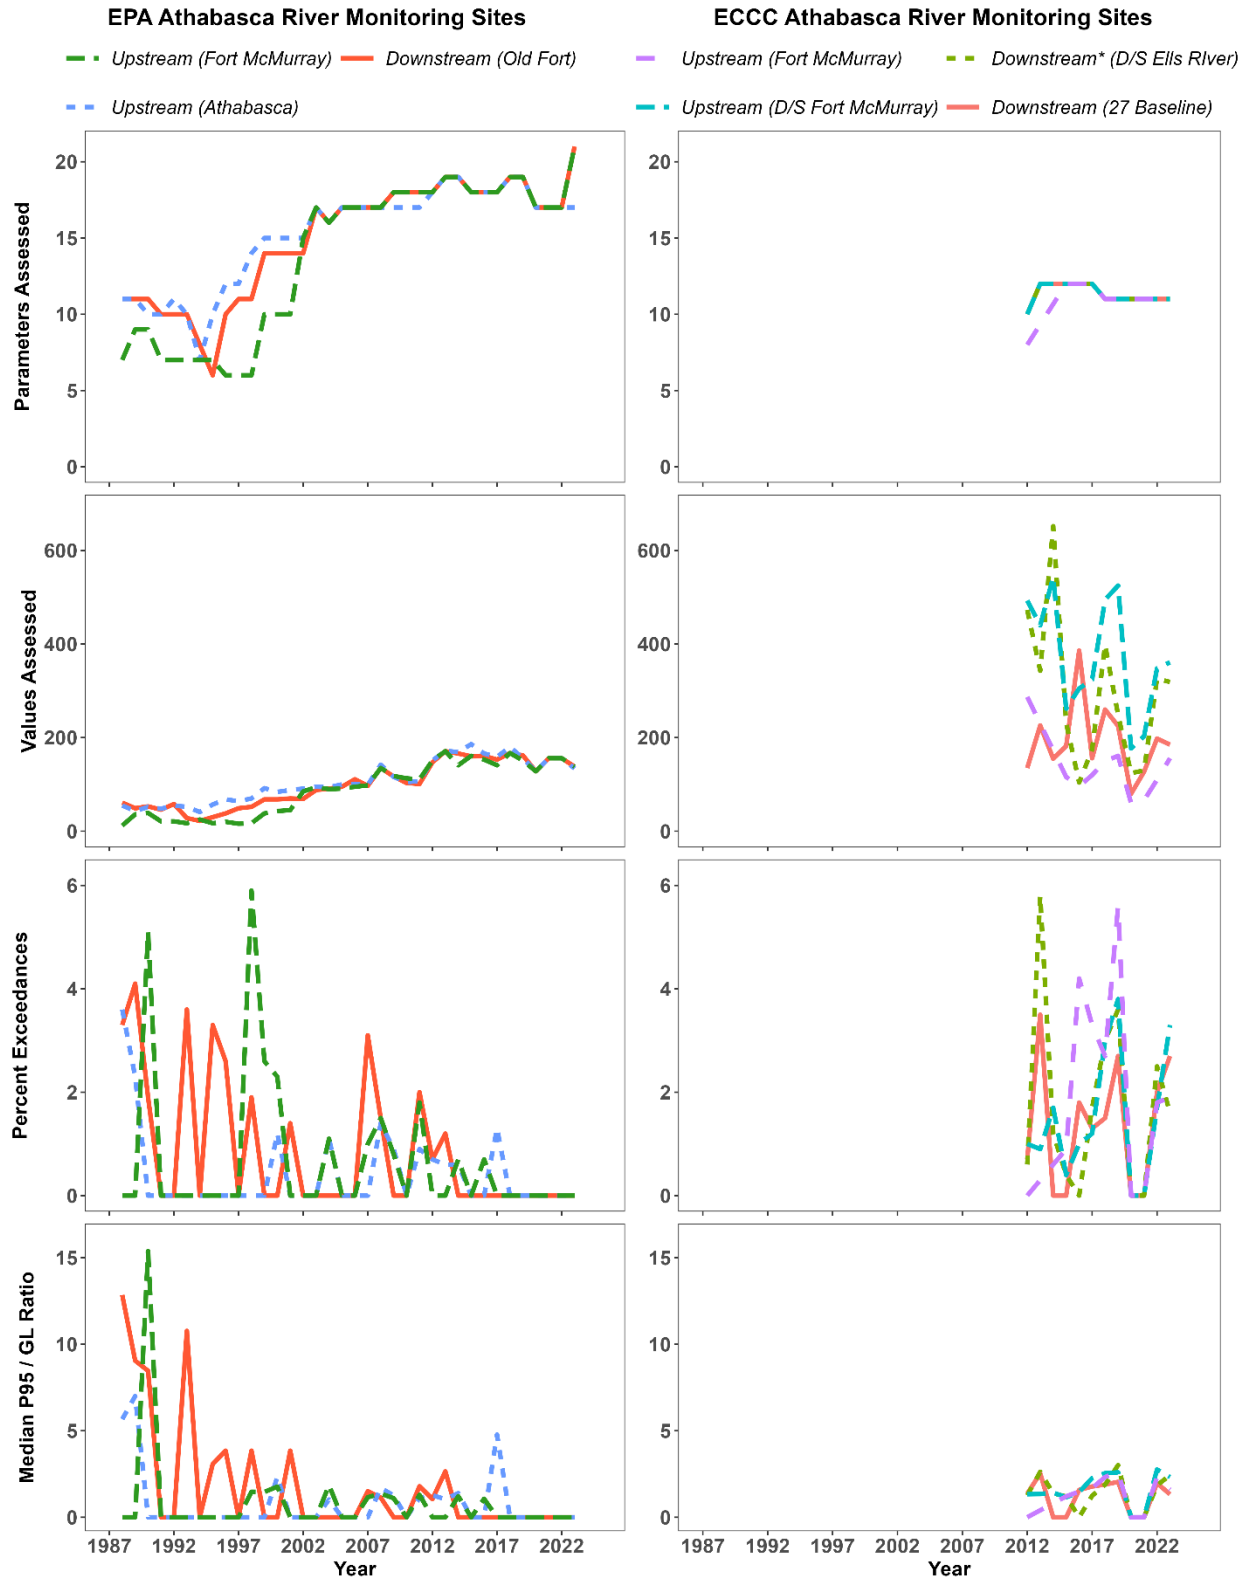 EPA Athabasca River Monitoring Sites
Upstream (Fort McMurray) Downstream (Old Fort)
Upstream (Athabasca)
ECCC Athabasca River Monitoring Sites
Upstream (Fort McMurray) Downstream* (D/S Ells RIver)
Upstream (D/S Fort McMurray) Downstream (27 Baseline)
Parameters Assessed
20
15
10
5
0
20
15
10
5
0
Values Assessed
600
400
200
0
600
400
200
0
Percent Exceedances
6
4
2
0
6
4
2
0
Median P95 / GL Ratio
15
10
5
0
15
10
5
0
1987 1992 1997 2002 2007 2012 2017 2022
Year
1987 1992 1997 2002 2007 2012 2017 2022
Year